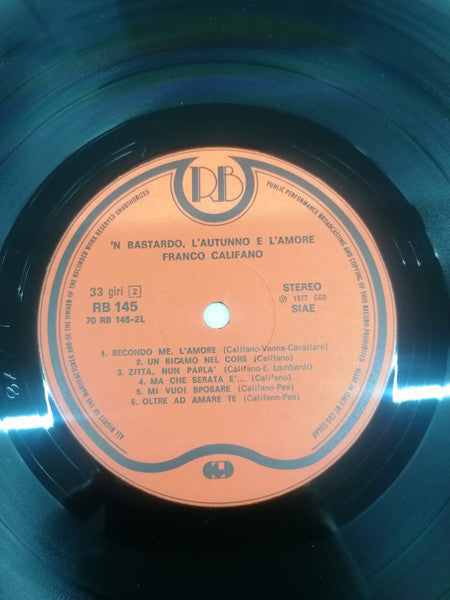 RB
ALL RIGHTS OF THE MANUFACTURER AND OF THE OWNER OF THE RECORDED WORK RESERVED UNAUTHORIZED
PUBLIC PERFORMANCE BROADCASTING AND COPYING OF THIS RECORD PROHIBITED
MADE IN ITALY BY CBS SUGAR
'N BASTARDO, L'AUTUNNO E L'AMORE
FRANCO CALIFANO
33 giri 2
RB 145
70 RB 145-2L
STEREO
Ⓟ 1977 CGD
SIAE
1. SECONDO ME, L'AMORE (Califano-Vaona-Cavallaro)
2. UN RICAMO NEL CORE (Califano)
3. ZITTA, NUN PARLA' (Califano-E. Lombardi)
4. MA CHE SERATA E'... (Califano)
5. MI VUOI SPOSARE (Califano-Pes)
6. OLTRE AD AMARE TE (Califano-Pes)